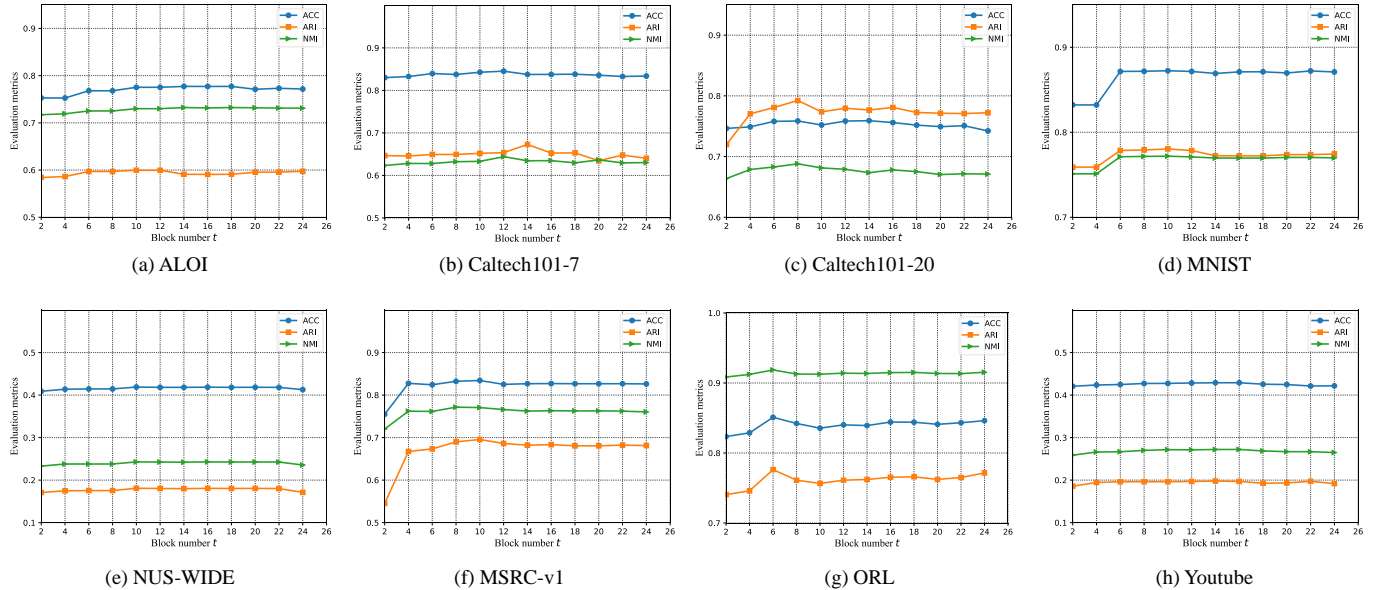 0.9
0.8
0.7
0.6
0.5
Evaluation metrics
ACC
ARI
NMI
2 4 6 8 10 12 14 16 18 20 22 24 26
Block number t
(a) ALOI
0.9
0.8
0.7
0.6
0.5
Evaluation metrics
ACC
ARI
NMI
2 4 6 8 10 12 14 16 18 20 22 24 26
Block number t
(b) Caltech101-7
0.9
0.8
0.7
0.6
Evaluation metrics
ACC
ARI
NMI
2 4 6 8 10 12 14 16 18 20 22 24 26
Block number t
(c) Caltech101-20
0.9
0.8
0.7
Evaluation metrics
ACC
ARI
NMI
2 4 6 8 10 12 14 16 18 20 22 24 26
Block number t
(d) MNIST
0.5
0.4
0.3
0.2
0.1
Evaluation metrics
ACC
ARI
NMI
2 4 6 8 10 12 14 16 18 20 22 24 26
Block number t
(e) NUS-WIDE
0.9
0.8
0.7
0.6
0.5
Evaluation metrics
ACC
ARI
NMI
2 4 6 8 10 12 14 16 18 20 22 24 26
Block number t
(f) MSRC-v1
1.0
0.9
0.8
0.7
Evaluation metrics
ACC
ARI
NMI
2 4 6 8 10 12 14 16 18 20 22 24 26
Block number t
(g) ORL
0.5
0.4
0.3
0.2
0.1
Evaluation metrics
ACC
ARI
NMI
2 4 6 8 10 12 14 16 18 20 22 24 26
Block number t
(h) Youtube